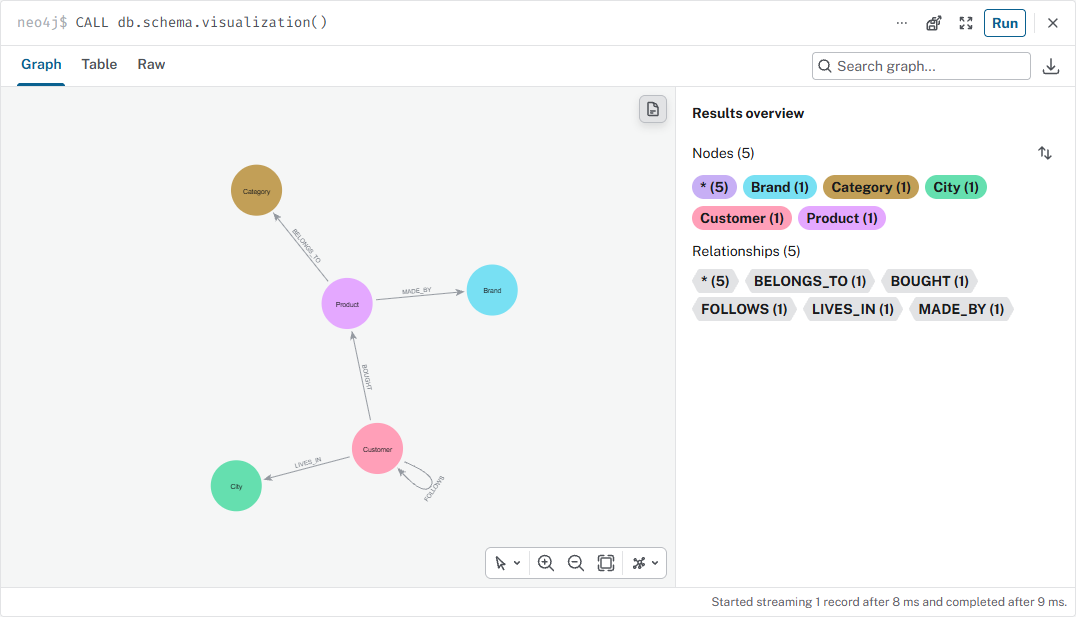 neo4j$ CALL db.schema.visualization()
Run
Graph Table Raw
Search graph...
Results overview
Nodes (5)
* (5) Brand (1) Category (1) City (1)
Customer (1) Product (1)
Relationships (5)
* (5) BELONGS_TO (1) BOUGHT (1)
FOLLOWS (1) LIVES_IN (1) MADE_BY (1)
Category
BELONGS_TO
Product
MADE_BY
Brand
BOUGHT
Customer
LIVES_IN
City
FOLLOWS
Started streaming 1 record after 8 ms and completed after 9 ms.